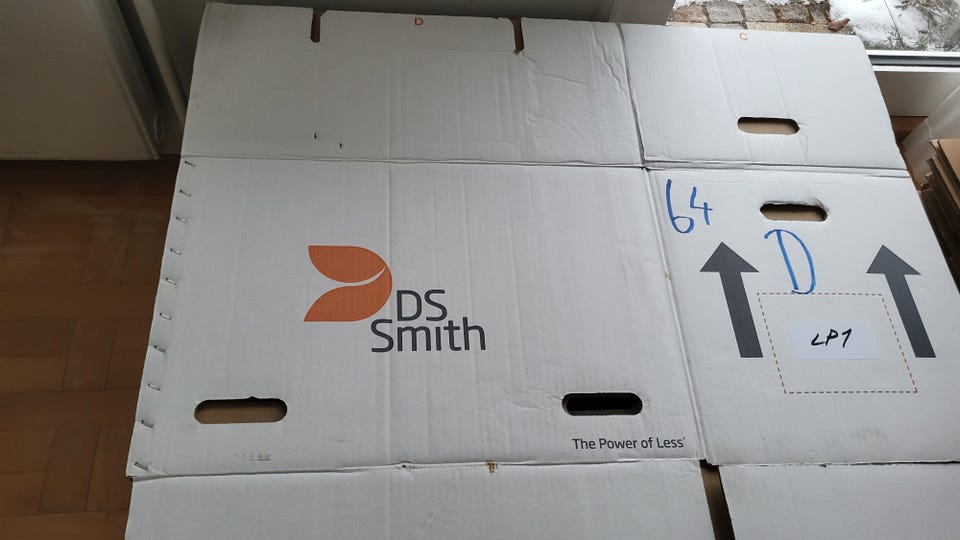 D
C
64
D
DS
Smith
LP1
The Power of Less®